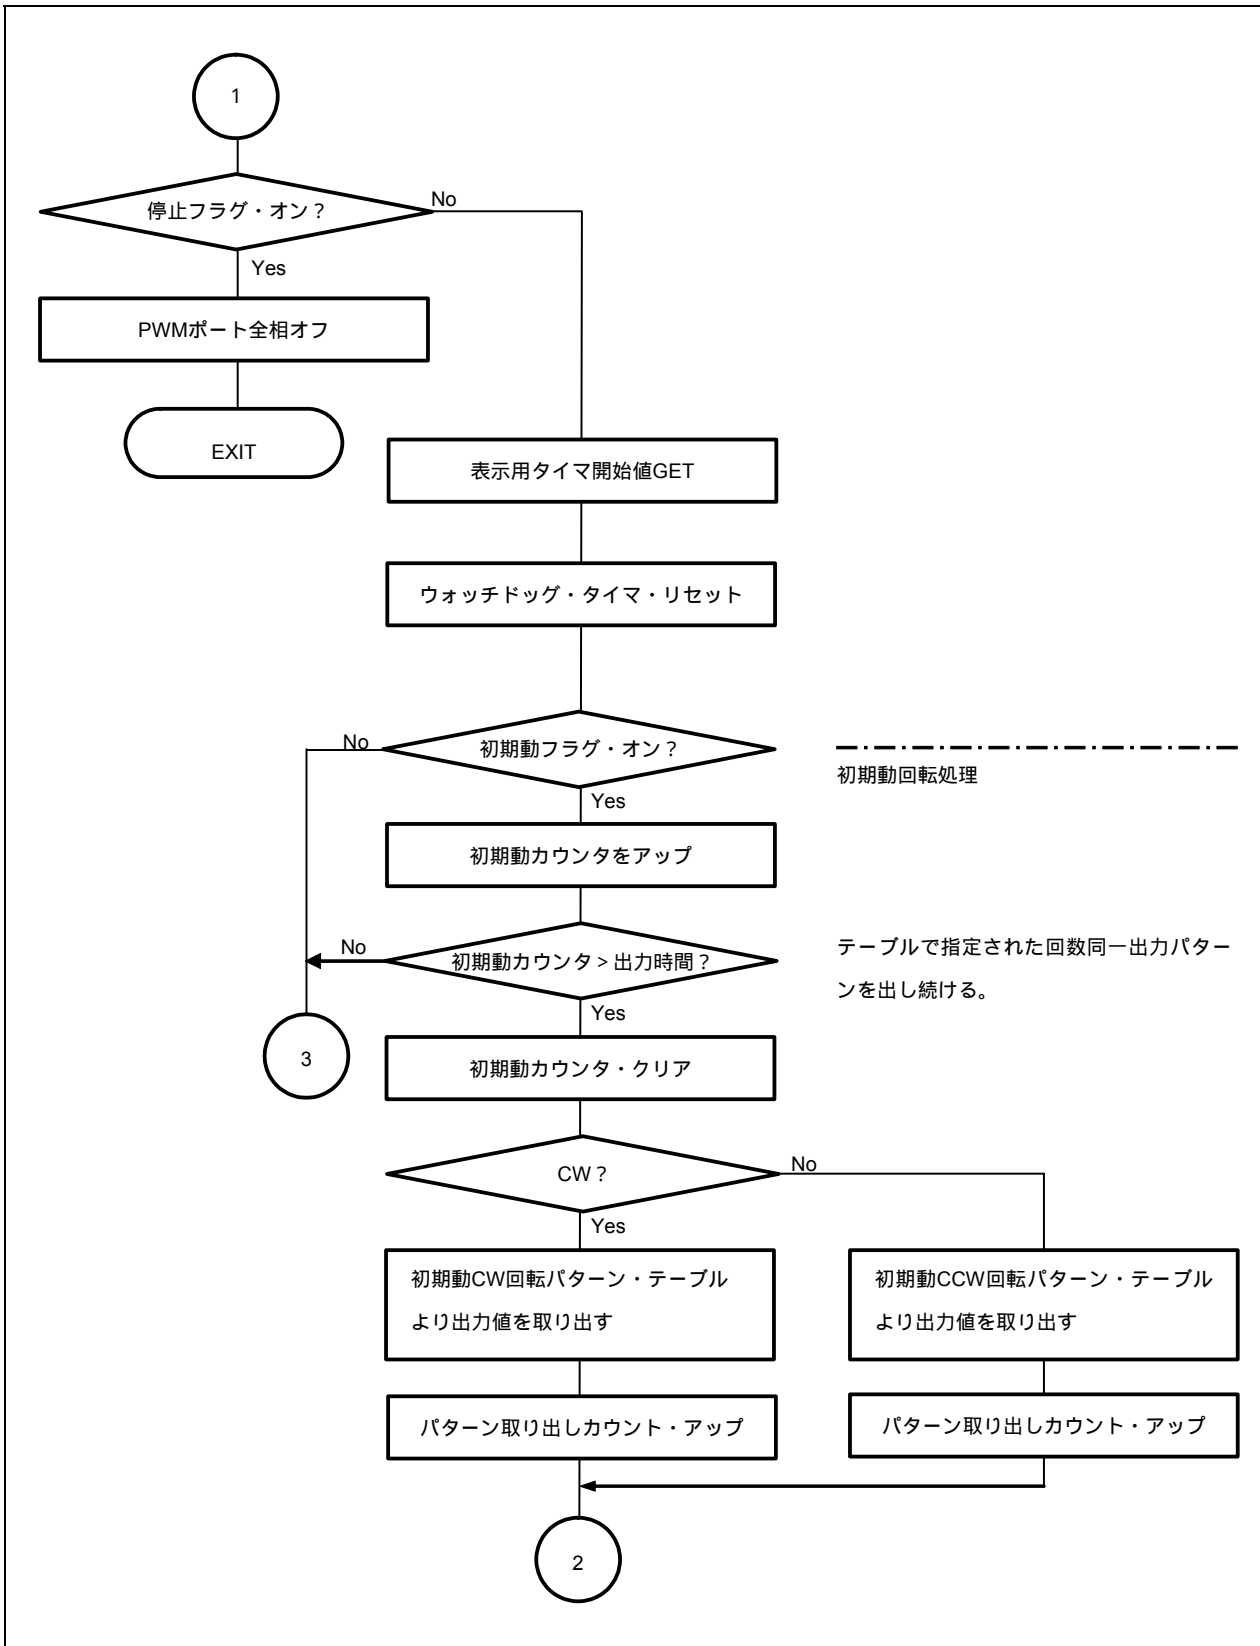 1
停止フラグ・オン？
No
Yes
PWMポート全相オフ
EXIT
表示用タイマ開始値GET
ウォッチドッグ・タイマ・リセット
No
初期動フラグ・オン？
初期動回転処理
Yes
初期動カウンタをアップ
No
初期動カウンタ＞出力時間？
テーブルで指定された回数同一出力パター
ンを出し続ける。
Yes
3
初期動カウンタ・クリア
CW？
No
Yes
初期動CW回転パターン・テーブル
より出力値を取り出す
初期動CCW回転パターン・テーブル
より出力値を取り出す
パターン取り出しカウント・アップ
パターン取り出しカウント・アップ
2